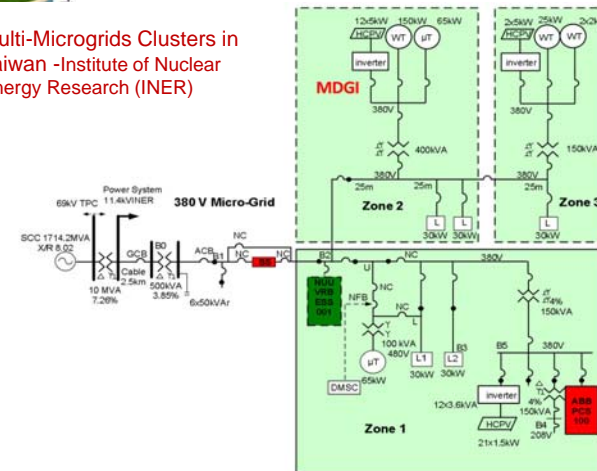 ulti-Microgrids Clusters in
aiwan -Institute of Nuclear
nergy Research (INER)
12x5kW 150kW 65kW
HCPV WT µT
inverter
MDGI
380V
400kVA
380V
25m 25m
L L
30kW 30kW
Zone 2
2x5kW 25kW 2x2k
HCPV WT WT
inverter
380V
150kVA
380V
25m
L
30kW
Zone 3
69kV TPC
Power System
11.4kVINER
380 V Micro-Grid
SCC 1714.2MVA
X/R 8.02
10 MVA
7.26%
GCB
Cable
2.5km
B0
500kVA
3.85%
ACB
B1
6x50kVAr
NC
NC
SS
NC
B2
NC
380V
NUU
VRB
ESS
001
U
NC
NFB
NC
L
100 kVA
480V
µT
65kW
DMSC
L1
30kW
L2
B3
30kW
4%
150kVA
B5
380V
inverter
12x3.6kVA
HCPV
21x1.5kW
4%
150kVA
B4
208V
ABB
PCS
100
Zone 1